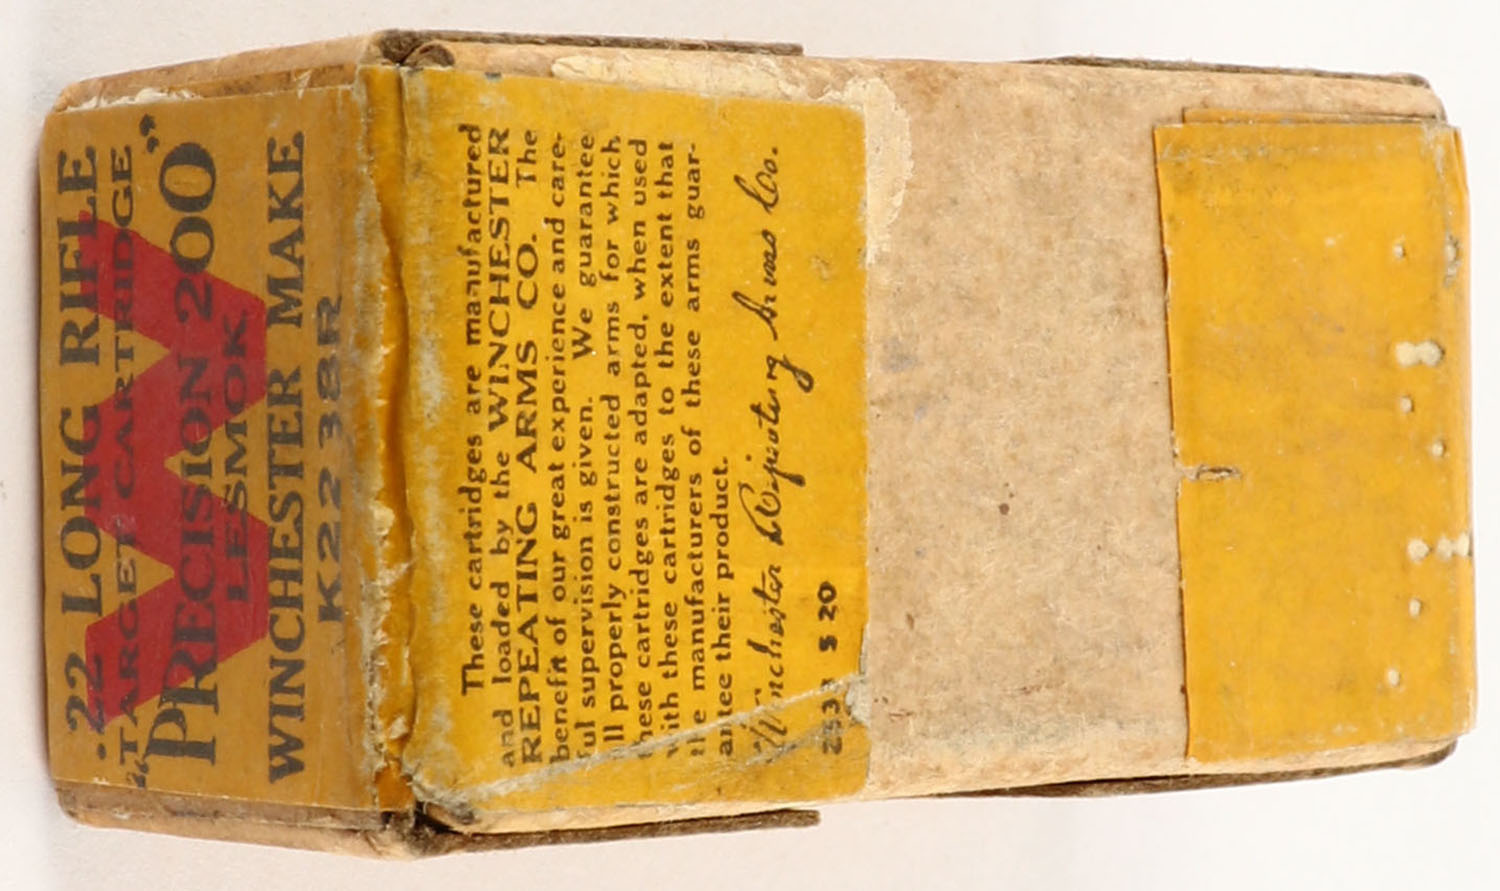 .22 LONG RIFLE
"TARGET CARTRIDGE"
"PRECISION 200"
LESMOK
WINCHESTER MAKE
K2238R
These cartridges are manufactured
and loaded by the WINCHESTER
REPEATING ARMS CO. The
benefit of our great experience and care-
ful supervision is given. We guarantee
ll properly constructed arms for which
these cartridges are adapted, when used
with these cartridges to the extent that
the manufacturers of these arms guar-
antee their product.
Winchester Repeating Arms Co.
S 20